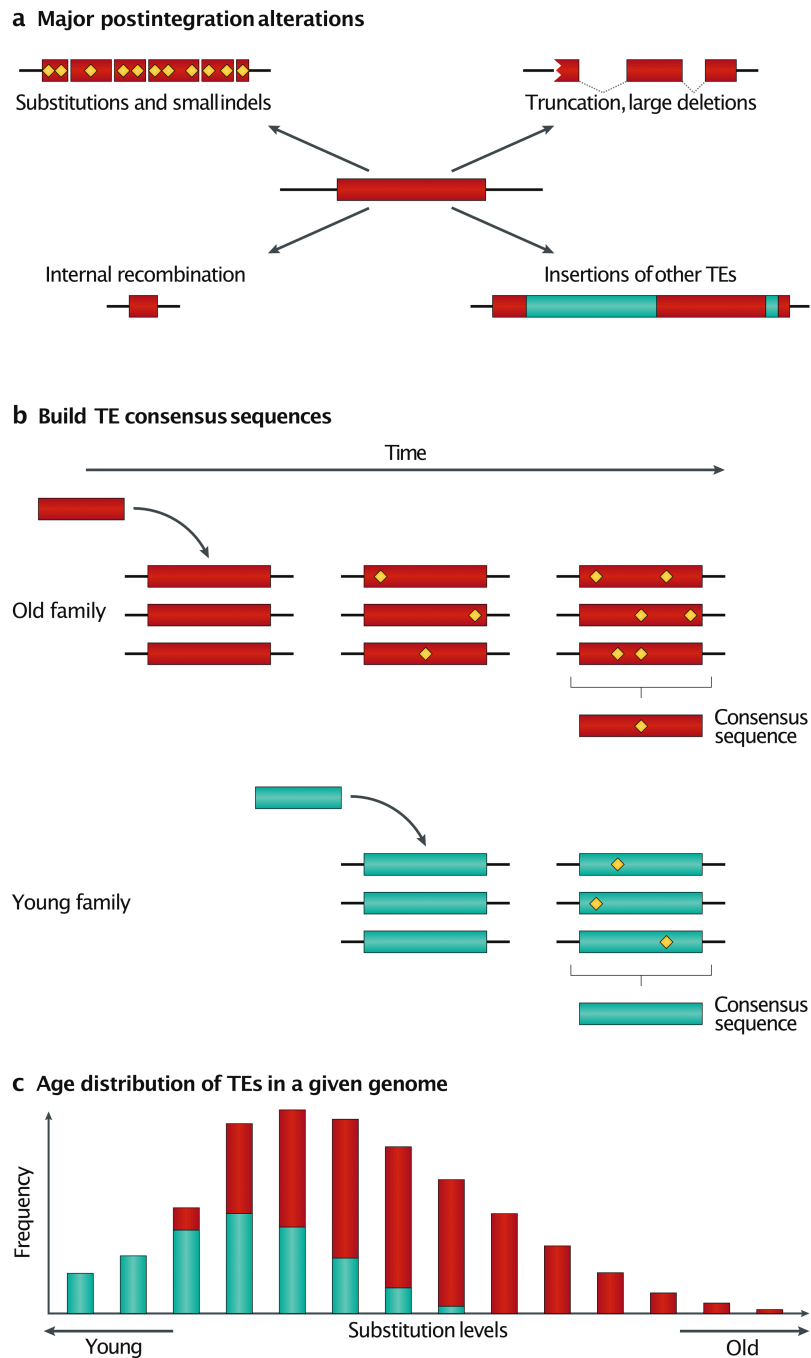 a Major postintegration alterations
Substitutions and small indels
Truncation, large deletions
Internal recombination
Insertions of other TEs
b Build TE consensus sequences
Time
Old family
Consensus
sequence
Young family
Consensus
sequence
c Age distribution of TEs in a given genome
Frequency
Substitution levels
Young
Old